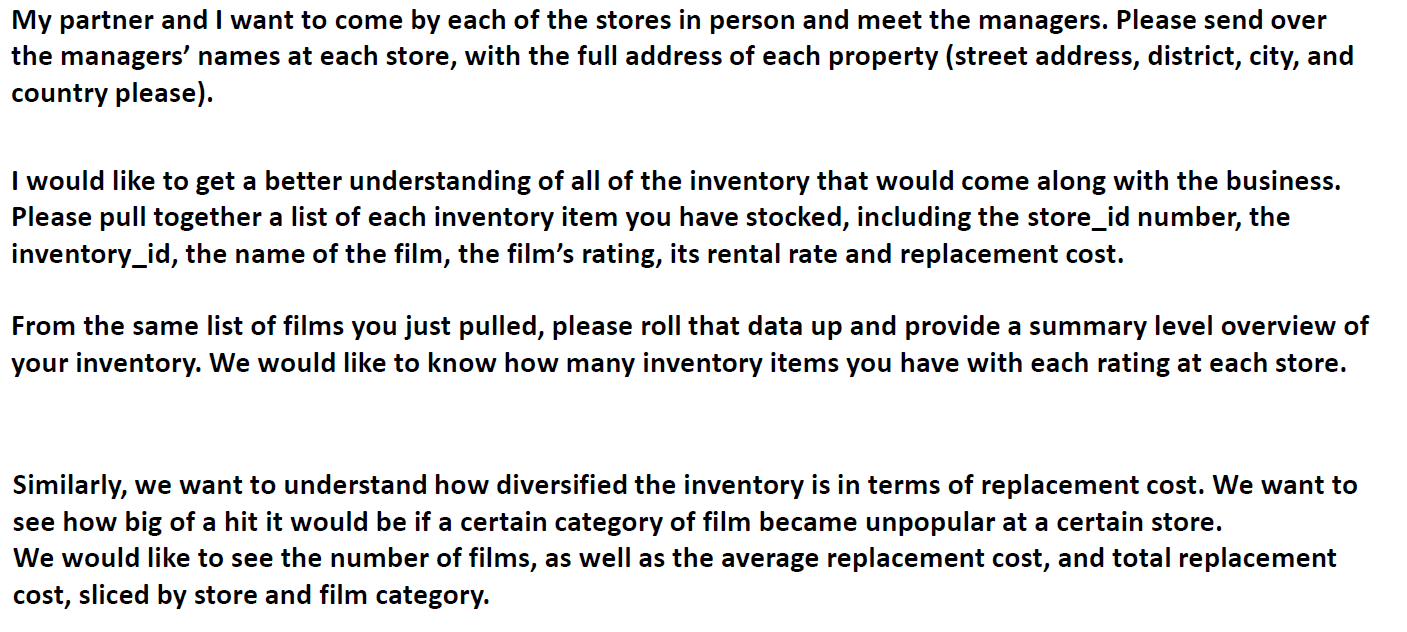 My partner and I want to come by each of the stores in person and meet the managers. Please send over
the managers’ names at each store, with the full address of each property (street address, district, city, and
country please).
I would like to get a better understanding of all of the inventory that would come along with the business.
Please pull together a list of each inventory item you have stocked, including the store_id number, the
inventory_id, the name of the film, the film’s rating, its rental rate and replacement cost.
From the same list of films you just pulled, please roll that data up and provide a summary level overview of
your inventory. We would like to know how many inventory items you have with each rating at each store.
Similarly, we want to understand how diversified the inventory is in terms of replacement cost. We want to
see how big of a hit it would be if a certain category of film became unpopular at a certain store.
We would like to see the number of films, as well as the average replacement cost, and total replacement
cost, sliced by store and film category.